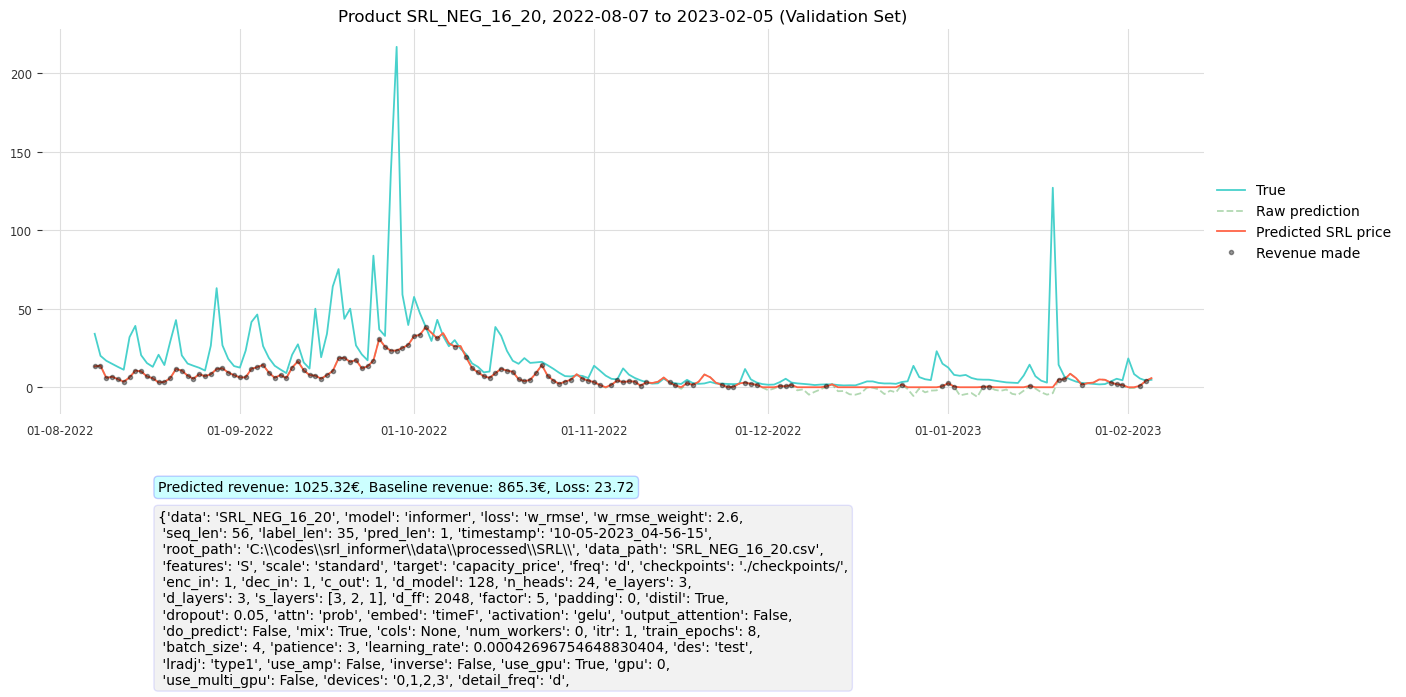 Product SRL_NEG_16_20, 2022-08-07 to 2023-02-05 (Validation Set)
200
150
100
50
0
01-08-2022
01-09-2022
01-10-2022
01-11-2022
01-12-2022
01-01-2023
01-02-2023
True
Raw prediction
Predicted SRL price
Revenue made
Predicted revenue: 1025.32€, Baseline revenue: 865.3€, Loss: 23.72
{'data': 'SRL_NEG_16_20', 'model': 'informer', 'loss': 'w_rmse', 'w_rmse_weight': 2.6,
'seq_len': 56, 'label_len': 35, 'pred_len': 1, 'timestamp': '10-05-2023_04-56-15',
'root_path': 'C:\\codes\\srl_informer\\data\\processed\\SRL\\', 'data_path': 'SRL_NEG_16_20.csv',
'features': 'S', 'scale': 'standard', 'target': 'capacity_price', 'freq': 'd', 'checkpoints': './checkpoints/',
'enc_in': 1, 'dec_in': 1, 'c_out': 1, 'd_model': 128, 'n_heads': 24, 'e_layers': 3,
'd_layers': 3, 's_layers': [3, 2, 1], 'd_ff': 2048, 'factor': 5, 'padding': 0, 'distil': True,
'dropout': 0.05, 'attn': 'prob', 'embed': 'timeF', 'activation': 'gelu', 'output_attention': False,
'do_predict': False, 'mix': True, 'cols': None, 'num_workers': 0, 'itr': 1, 'train_epochs': 8,
'batch_size': 4, 'patience': 3, 'learning_rate': 0.00042696754648830404, 'des': 'test',
'lradj': 'type1', 'use_amp': False, 'inverse': False, 'use_gpu': True, 'gpu': 0,
'use_multi_gpu': False, 'devices': '0,1,2,3', 'detail_freq': 'd',